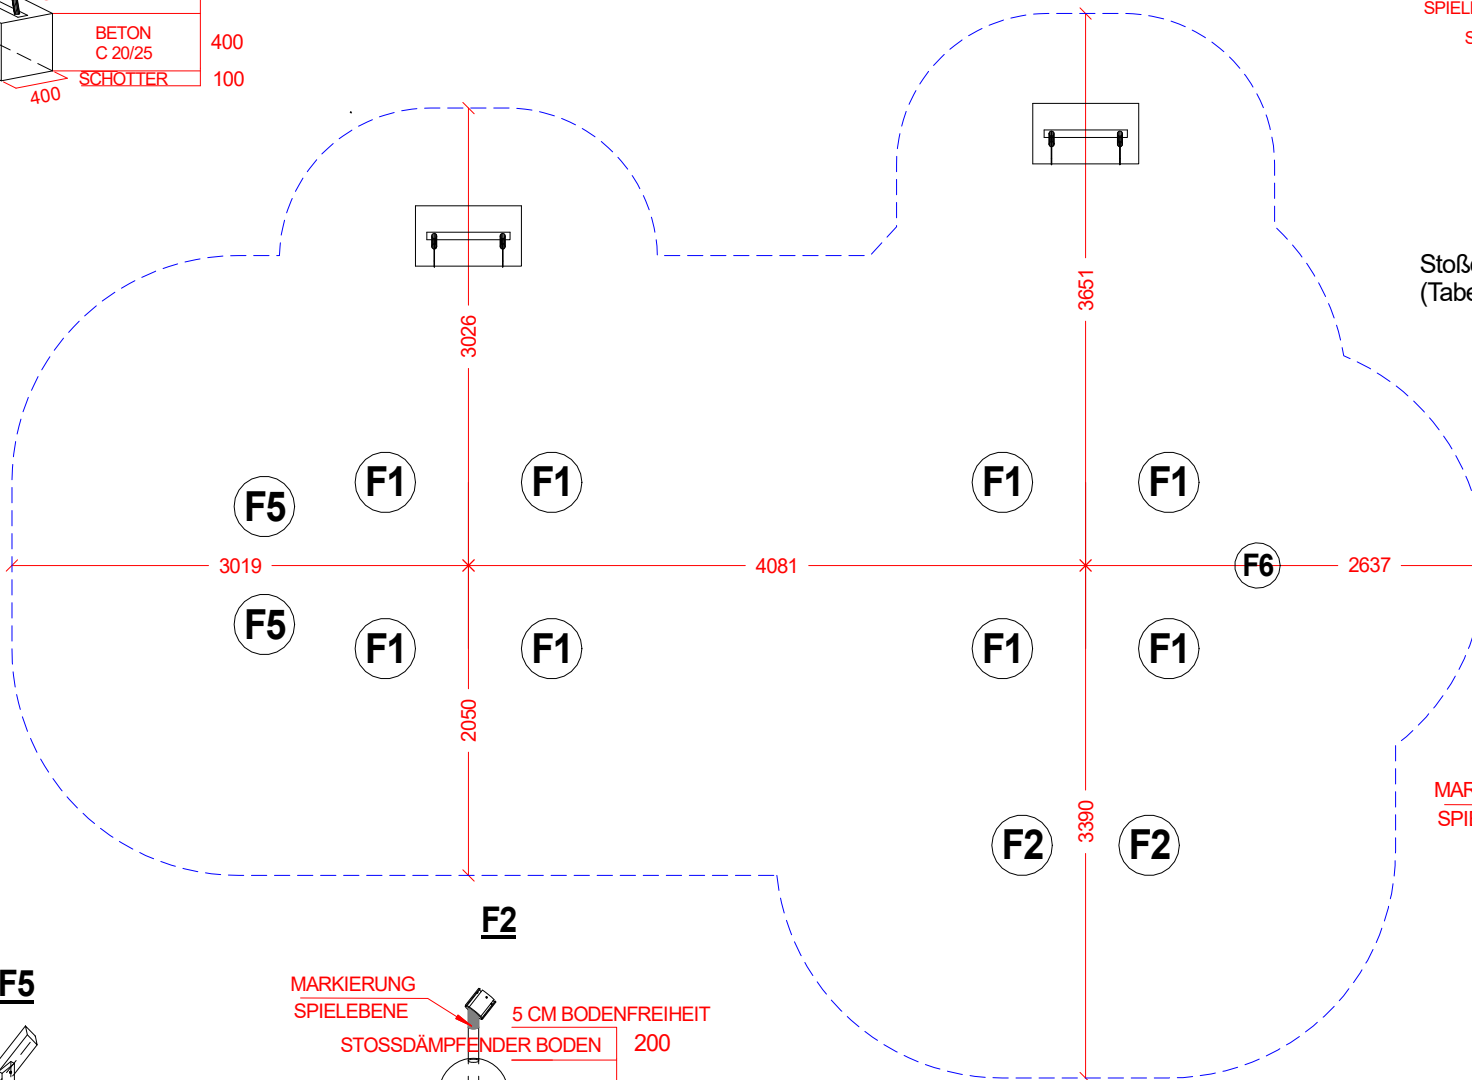 BETON
C 20/25
400
SCHOTTER
100
400
3026
3651
F5
F1
F1
F1
F1
3019
4081
F6
2637
F5
F1
F1
F1
F1
2050
3390
F2
F2
F2
F5
MARKIERUNG
SPIELEBENE
5 CM BODENFREIHEIT
STOSSDÄMPFENDER BODEN
200